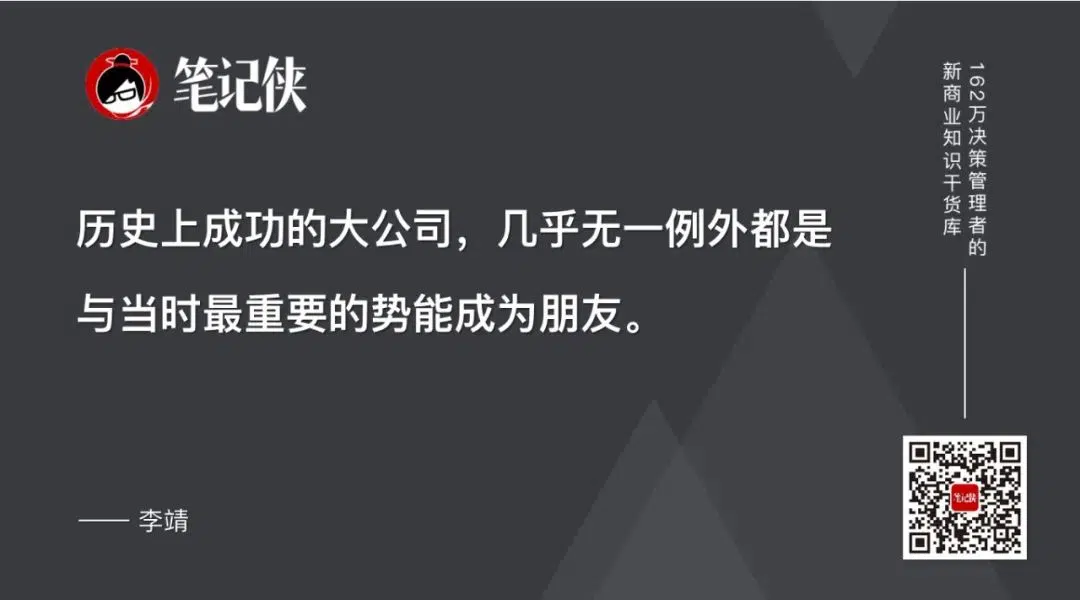 笔记侠
162万决策管理者的
新商业知识干货库
历史上成功的大公司，几乎无一例外都是
与当时最重要的势能成为朋友。
—— 李靖
笔记侠